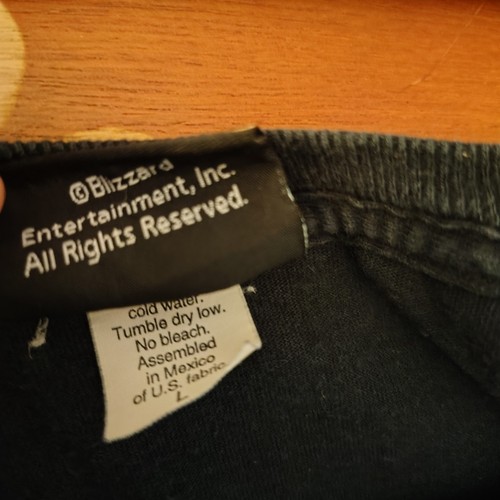 ©Blizzard
Entertainment, Inc.
All Rights Reserved.
cold water.
Tumble dry low.
No bleach.
Assembled
in Mexico
of U.S. fabric
L